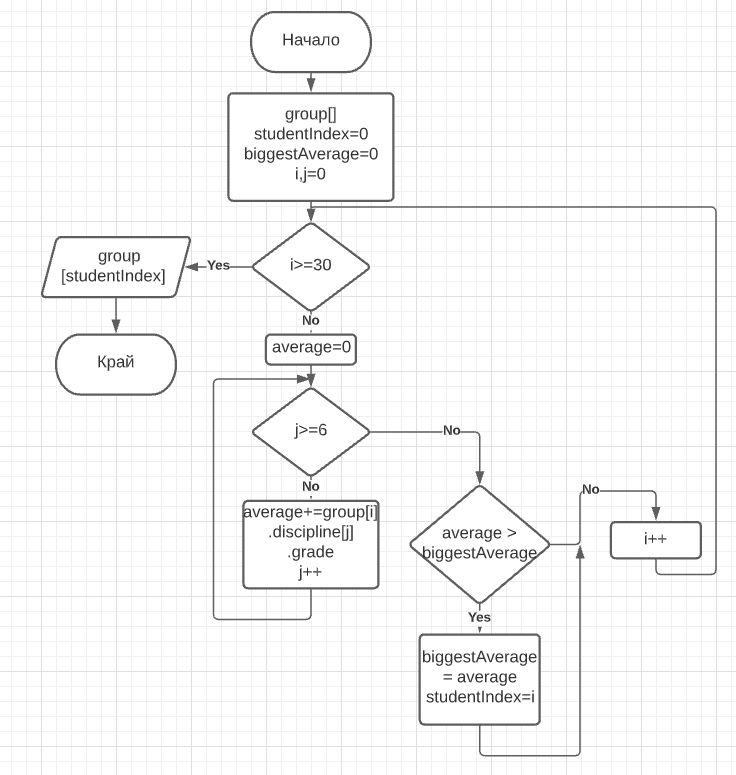 Начало
group[]
studentIndex=0
biggestAverage=0
i,j=0
i>=30
Yes
group
[studentIndex]
Край
No
average=0
j>=6
No
No
average+=group[i]
.discipline[j]
.grade
j++
average >
biggestAverage
No
i++
Yes
biggestAverage
= average
studentIndex=i